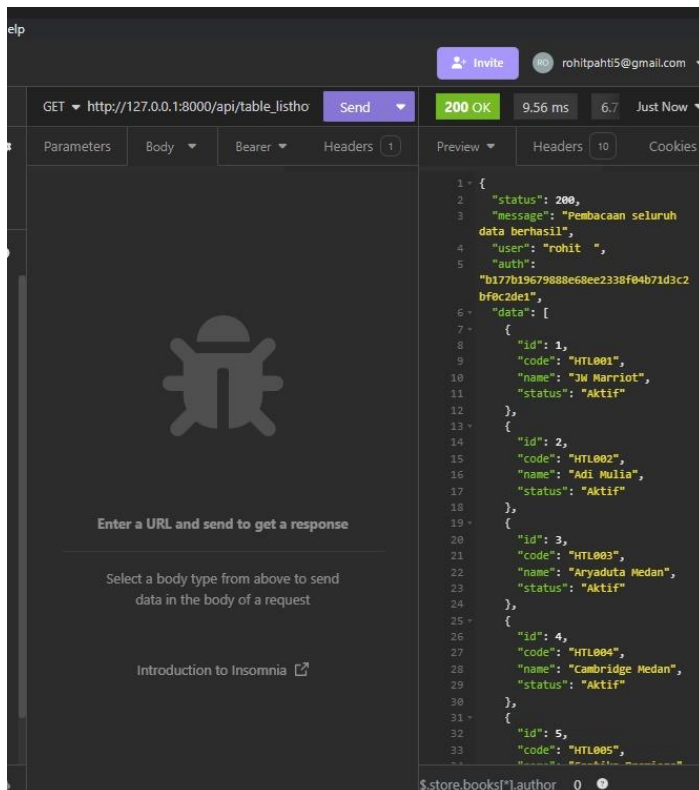 elp
Invite
RO rohitpahti5@gmail.com
GET http://127.0.0.1:8000/api/table_listho Send
200 OK 9.56 ms 6.7 Just Now
Parameters Body Bearer Headers 1
Preview Headers 10 Cookies
1 {
2 "status": 200,
3 "message": "Pembacaan seluruh
data berhasil",
4 "user": "rohit  ",
5 "auth":
"b177b19679888e68ee2338f04b71d3c2
bf0c2de1",
6 "data": [
7 {
8 "id": 1,
9 "code": "HTL001",
10 "name": "JW Marriot",
11 "status": "Aktif"
12 },
13 {
14 "id": 2,
15 "code": "HTL002",
16 "name": "Adi Mulia",
17 "status": "Aktif"
18 },
19 {
20 "id": 3,
21 "code": "HTL003",
22 "name": "Aryaduta Medan",
23 "status": "Aktif"
24 },
25 {
26 "id": 4,
27 "code": "HTL004",
28 "name": "Cambridge Medan",
29 "status": "Aktif"
30 },
31 {
32 "id": 5,
33 "code": "HTL005",
Enter a URL and send to get a response
Select a body type from above to send
data in the body of a request
Introduction to Insomnia
$.store.books[*].author 0